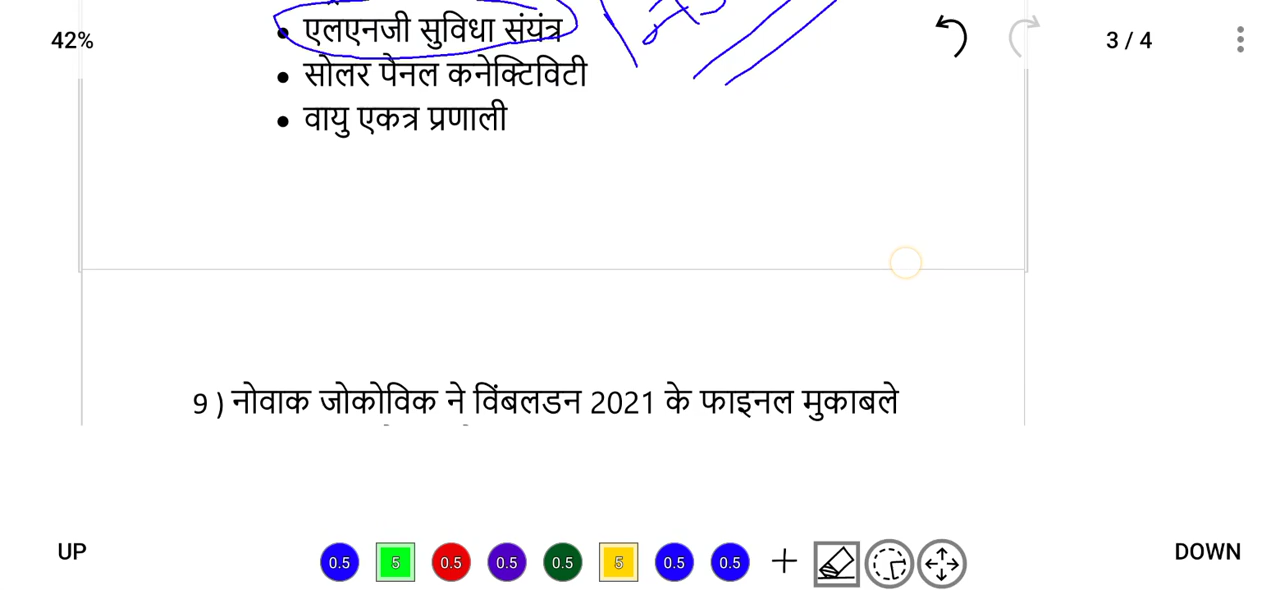 42%
3 / 4
• एलएनजी सुविधा संयंत्र
• सोलर पैनल कनेक्टिविटी
• वायु एकत्र प्रणाली
9 ) नोवाक जोकोविक ने विंबलडन 2021 के फाइनल मुकाबले
UP
0.5 5 0.5 0.5 0.5 5 0.5 0.5
DOWN